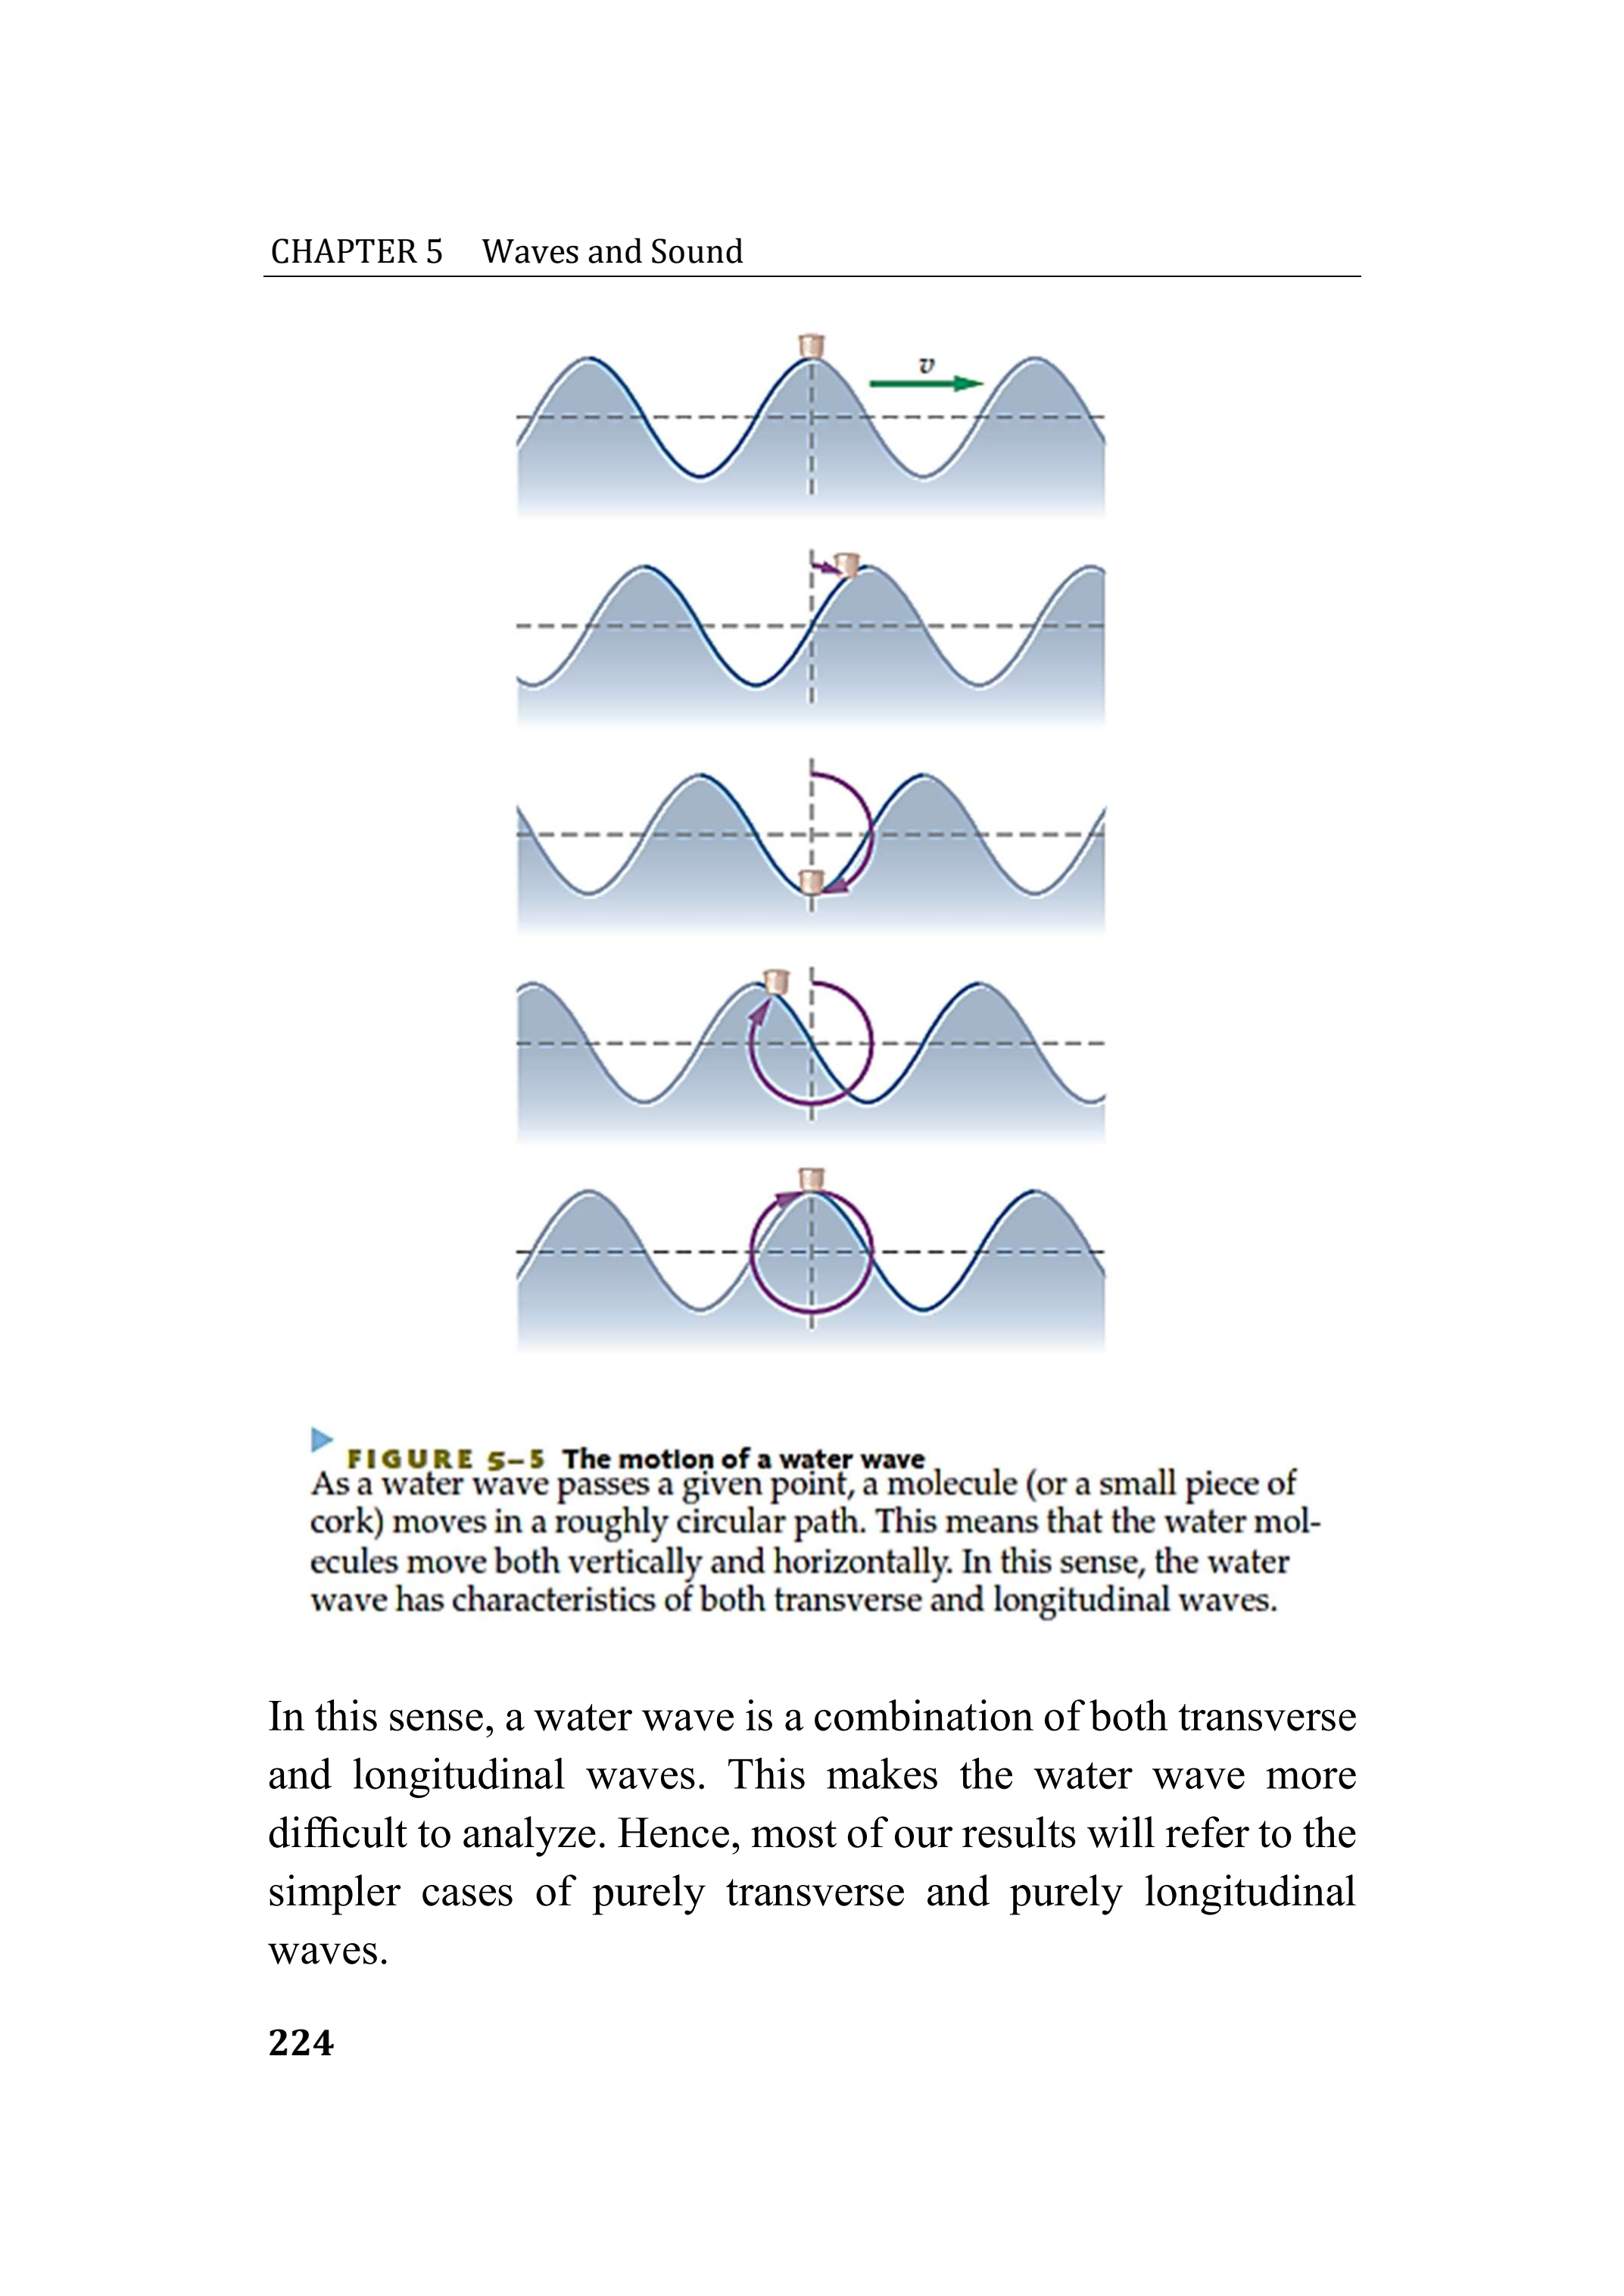 CHAPTER 5 Waves and Sound
v
FIGURE 5–5 The motion of a water wave
As a water wave passes a given point, a molecule (or a small piece of
cork) moves in a roughly circular path. This means that the water mol-
ecules move both vertically and horizontally. In this sense, the water
wave has characteristics of both transverse and longitudinal waves.
In this sense, a water wave is a combination of both transverse
and longitudinal waves. This makes the water wave more
difficult to analyze. Hence, most of our results will refer to the
simpler cases of purely transverse and purely longitudinal
waves.
224